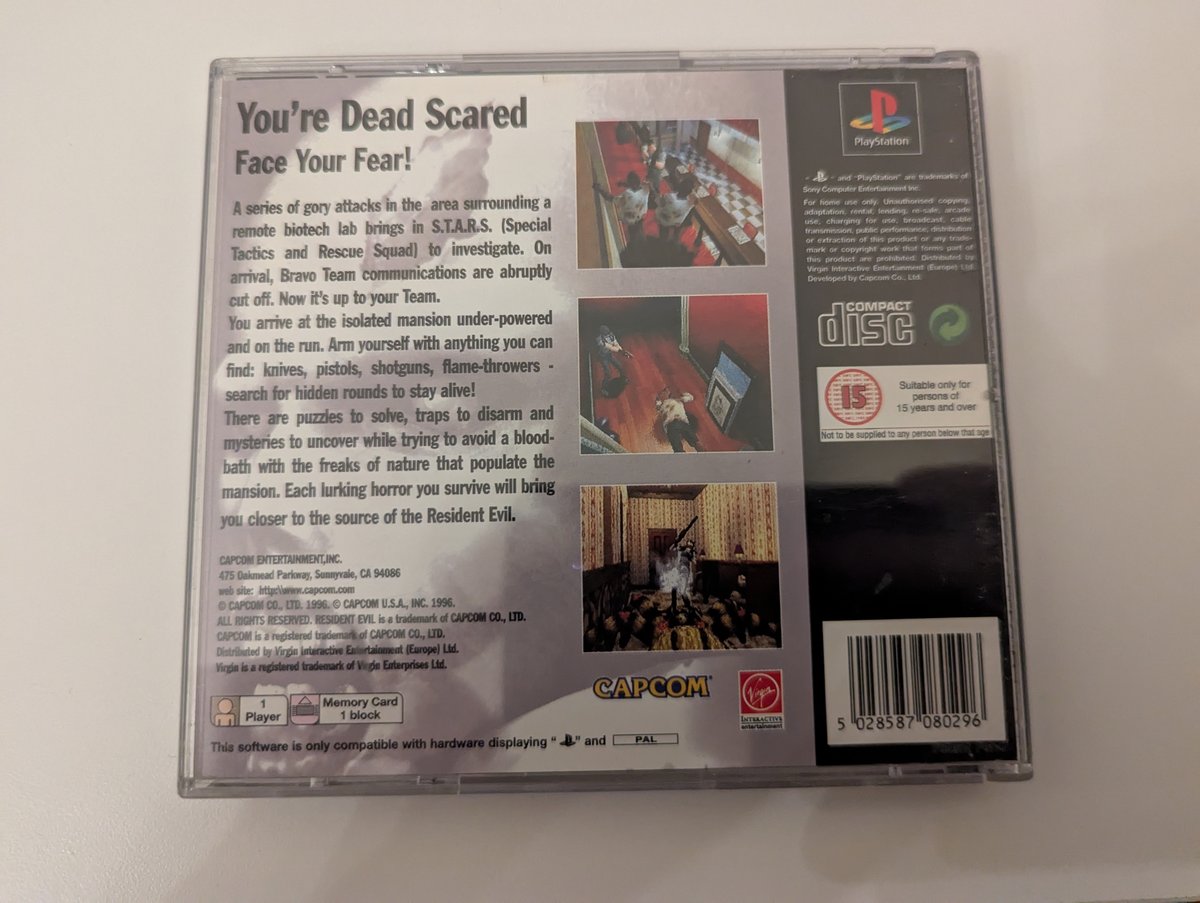 You're Dead Scared
Face Your Fear!
A series of gory attacks in the area surrounding a
remote biotech lab brings in S.T.A.R.S. (Special
Tactics and Rescue Squad) to investigate. On
arrival, Bravo Team communications are abruptly
cut off. Now it's up to your Team.
You arrive at the isolated mansion under-powered
and on the run. Arm yourself with anything you can
find: knives, pistols, shotguns, flame-throwers -
search for hidden rounds to stay alive!
There are puzzles to solve, traps to disarm and
mysteries to uncover while trying to avoid a blood-
bath with the freaks of nature that populate the
mansion. Each lurking horror you survive will bring
you closer to the source of the Resident Evil.
CAPCOM ENTERTAINMENT,INC.
475 Oakmead Parkway, Sunnyvale, CA 94086
web site: http:\\www.capcom.com
© CAPCOM CO., LTD. 1996. © CAPCOM U.S.A., INC. 1996.
ALL RIGHTS RESERVED. RESIDENT EVIL is a trademark of CAPCOM CO., LTD.
CAPCOM is a registered trademark of CAPCOM CO., LTD.
Distributed by Virgin Interactive Entertainment (Europe) Ltd.
Virgin is a registered trademark of Virgin Enterprises Ltd.
1
Player
Memory Card
1 block
This software is only compatible with hardware displaying " " and PAL
CAPCOM
Virgin
INTERACTIVE
entertainment
PlayStation
" " and "PlayStation" are trademarks of
Sony Computer Entertainment Inc.
For home use only. Unauthorised copying,
adaptation, rental, lending, re-sale, arcade
use, charging for use, broadcast, cable
transmission, public performance, distribution
or extraction of this product or any trade-
mark or copyright work that forms part of
this product are prohibited. Distributed by
Virgin Interactive Entertainment (Europe) Ltd.
Developed by Capcom Co., Ltd.
COMPACT
disc
15
Suitable only for
persons of
15 years and over
Not to be supplied to any person below that age
5 028587 080296